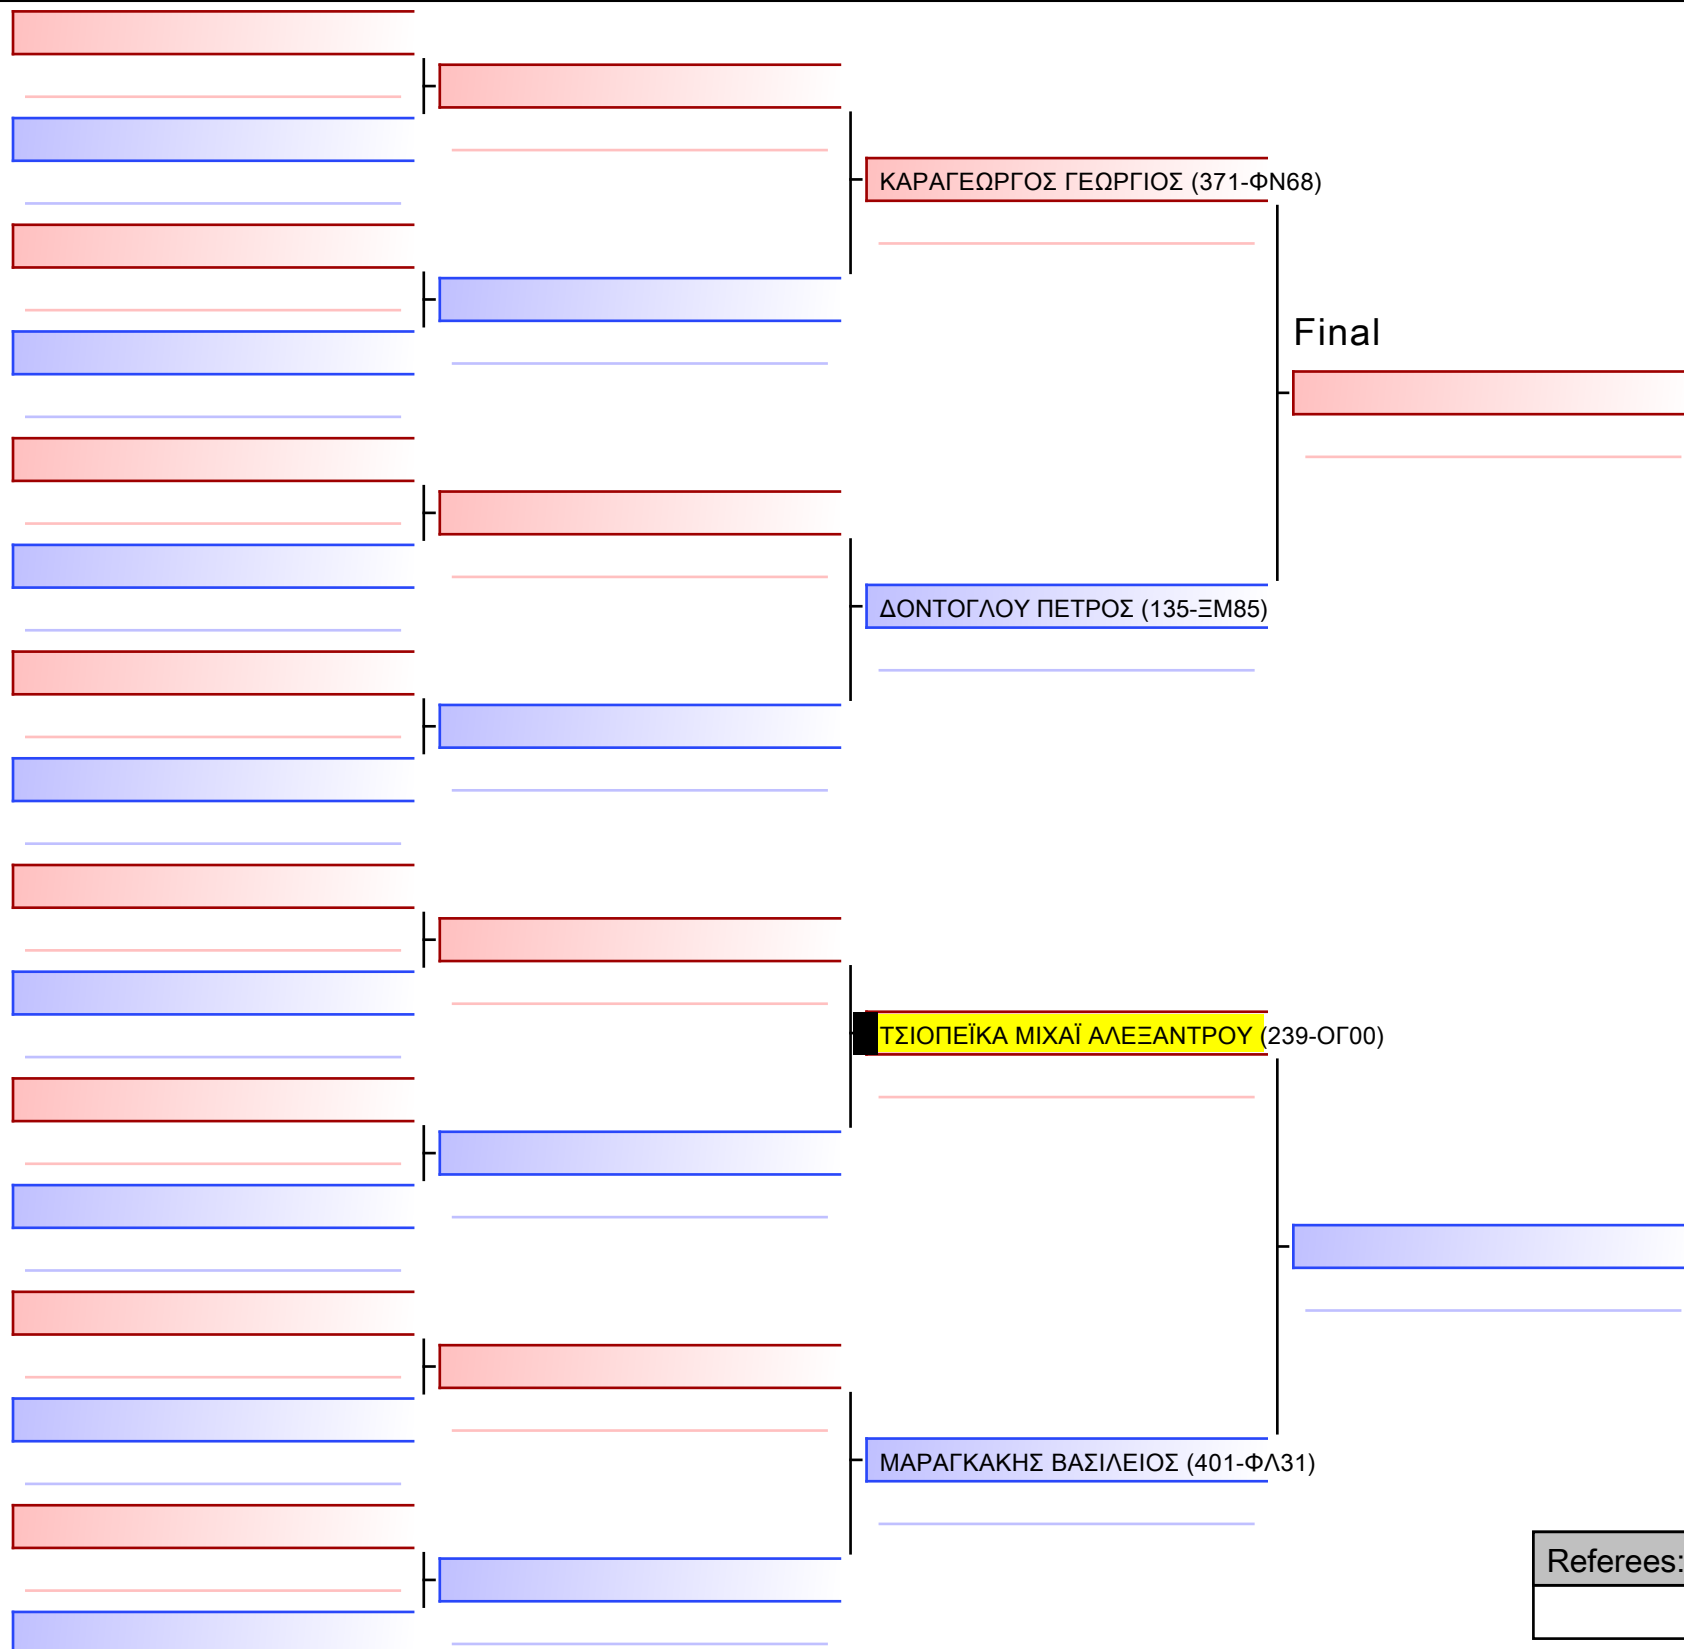 ΚΑΡΑΓΕΩΡΓΟΣ ΓΕΩΡΓΙΟΣ (371-ΦΝ68)
Final
ΔΟΝΤΟΓΛΟΥ ΠΕΤΡΟΣ (135-ΞΜ85)
ΤΣΙΟΠΕΪΚΑ ΜΙΧΑΪ ΑΛΕΞΑΝΤΡΟΥ (239-ΟΓ00)
ΜΑΡΑΓΚΑΚΗΣ ΒΑΣΙΛΕΙΟΣ (401-ΦΛ31)
Referees: